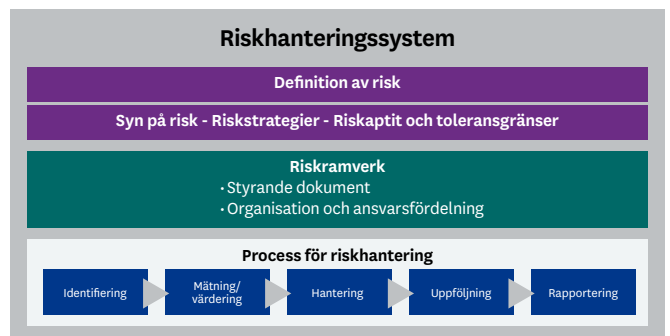 Riskhanteringssystem
Definition av risk
Syn på risk - Riskstrategier - Riskaptit och toleransgränser
Riskramverk
• Styrande dokument
• Organisation och ansvarsfördelning
Process för riskhantering
Identifiering
Mätning/
värdering
Hantering
Uppföljning
Rapportering